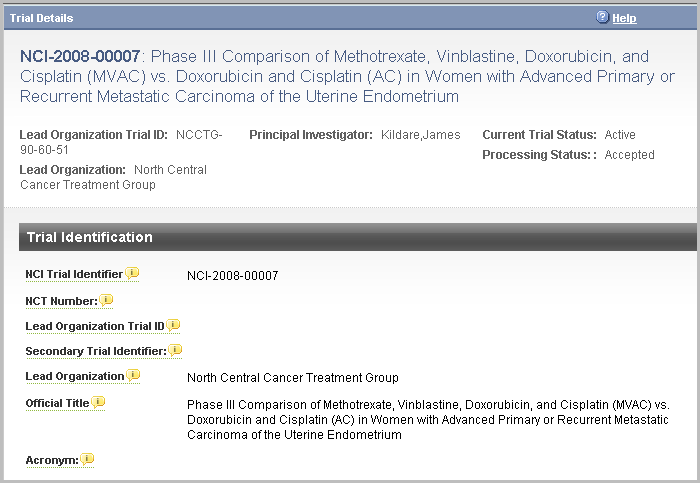 Trial Details
Help
NCI-2008-00007: Phase III Comparison of Methotrexate, Vinblastine, Doxorubicin, and
Cisplatin (MVAC) vs. Doxorubicin and Cisplatin (AC) in Women with Advanced Primary or
Recurrent Metastatic Carcinoma of the Uterine Endometrium
Lead Organization Trial ID: NCCTG-
90-60-51
Lead Organization: North Central
Cancer Treatment Group
Principal Investigator: Kildare,James
Current Trial Status: Active
Processing Status: : Accepted
Trial Identification
NCI Trial Identifier
NCI-2008-00007
NCT Number:
Lead Organization Trial ID
Secondary Trial Identifier:
Lead Organization
North Central Cancer Treatment Group
Official Title
Phase III Comparison of Methotrexate, Vinblastine, Doxorubicin, and Cisplatin (MVAC) vs.
Doxorubicin and Cisplatin (AC) in Women with Advanced Primary or Recurrent Metastatic
Carcinoma of the Uterine Endometrium
Acronym: